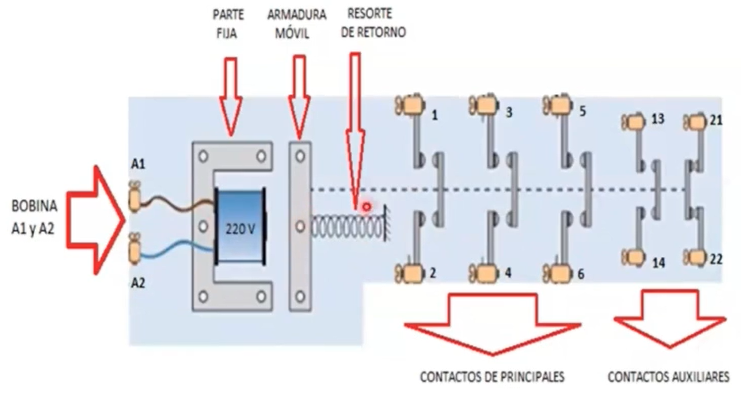 PARTE
FIJA
ARMADURA
MÓVIL
RESORTE
DE RETORNO
1
3
5
13
21
A1
BOBINA
A1 y A2
220 V
A2
2
4
6
14
22
CONTACTOS DE PRINCIPALES
CONTACTOS AUXILIARES